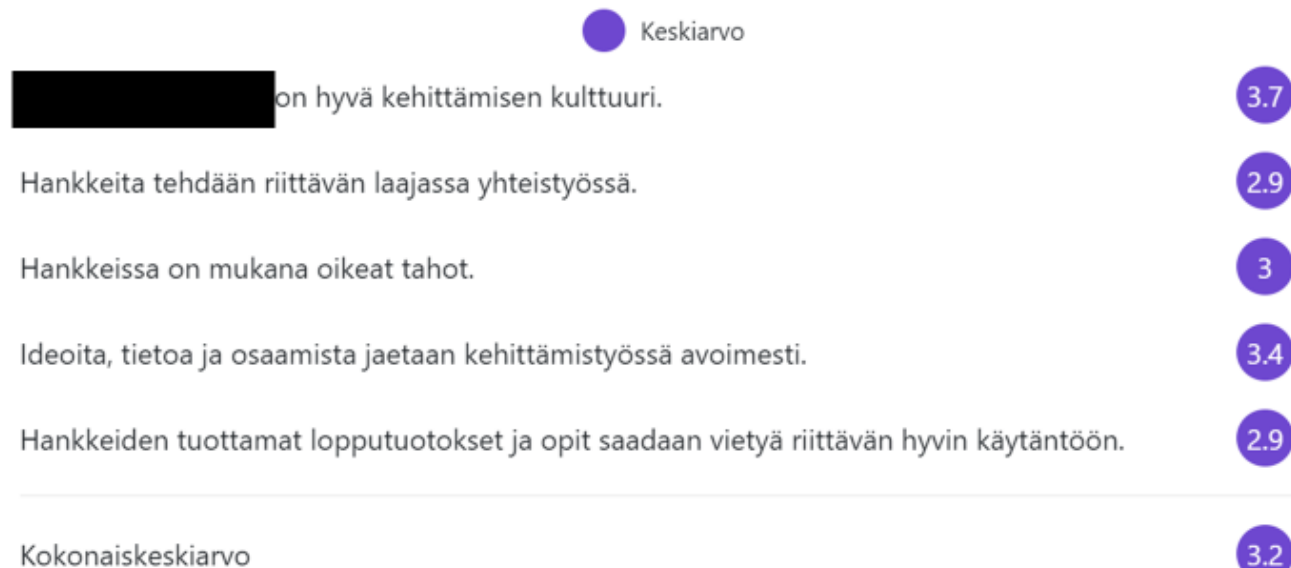 Keskiarvo
on hyvä kehittämisen kulttuuri. 3.7
Hankkeita tehdään riittävän laajassa yhteistyössä. 2.9
Hankkeissa on mukana oikeat tahot. 3
Ideoita, tietoa ja osaamista jaetaan kehittämistyössä avoimesti. 3.4
Hankkeiden tuottamat lopputuotokset ja opit saadaan vietyä riittävän hyvin käytäntöön. 2.9
Kokonaiskeskiarvo 3.2